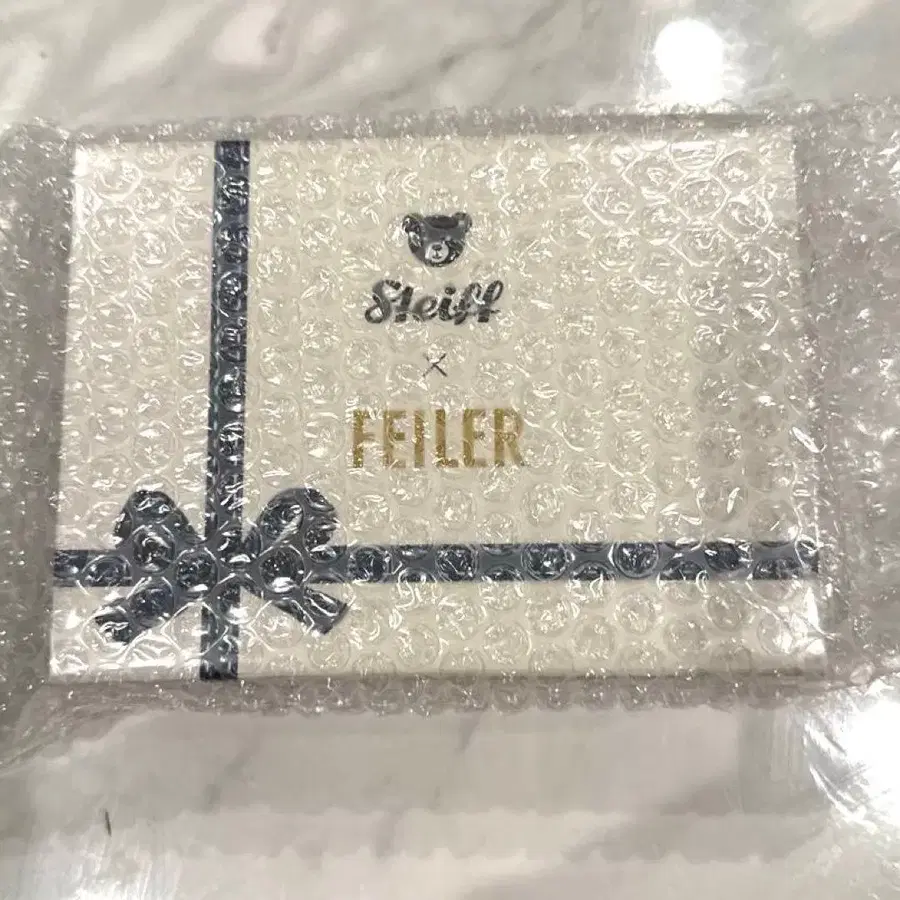 Steiff
×
FEILER